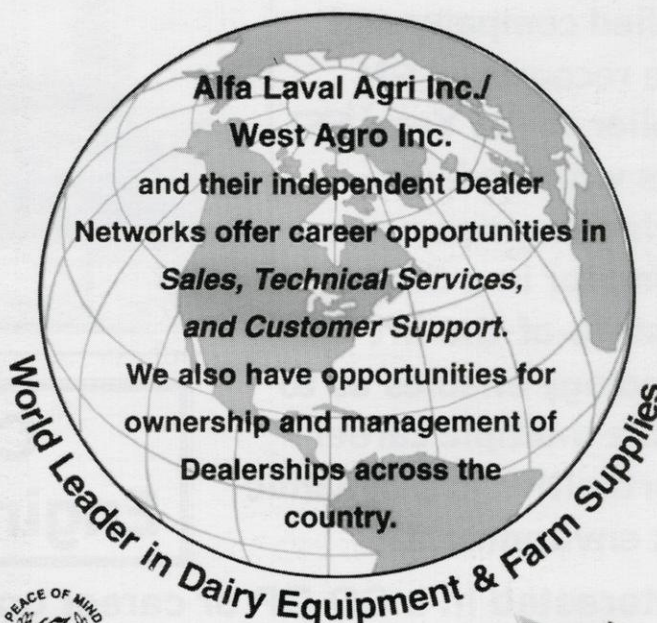 Alfa Laval Agri Inc./
West Agro Inc.
and their independent Dealer
Networks offer career opportunities in
Sales, Technical Services,
and Customer Support.
We also have opportunities for
ownership and management of
Dealerships across the
country.
World Leader in Dairy Equipment & Farm Supplies
PEACE OF MIND